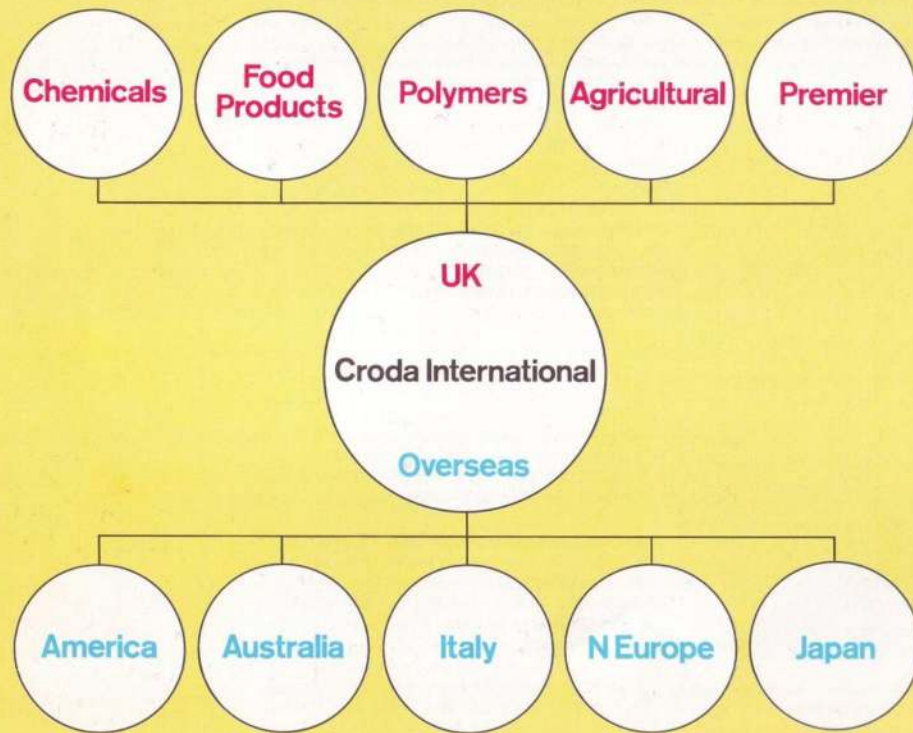 Chemicals
Food
Products
Polymers
Agricultural
Premier
UK
Croda International
Overseas
America
Australia
Italy
N Europe
Japan